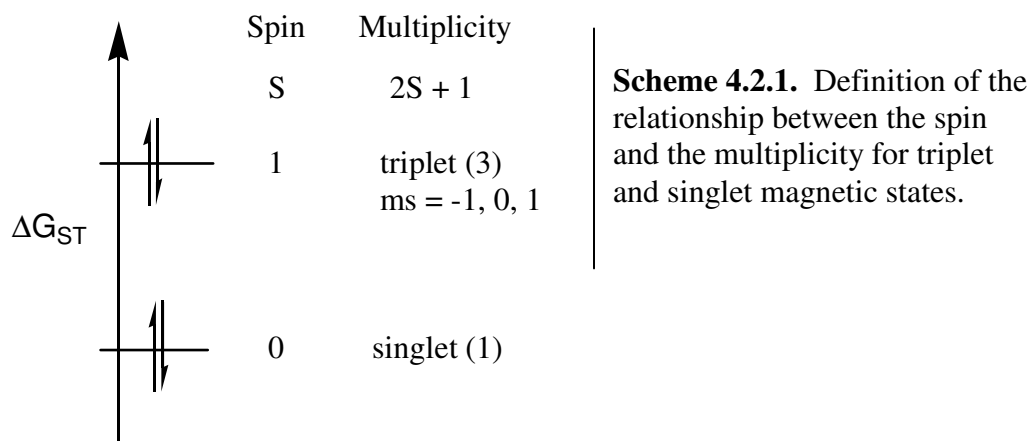 Spin Multiplicity
S 2S + 1
1 triplet (3)
ms = -1, 0, 1
ΔG_ST
0 singlet (1)
Scheme 4.2.1. Definition of the
relationship between the spin
and the multiplicity for triplet
and singlet magnetic states.